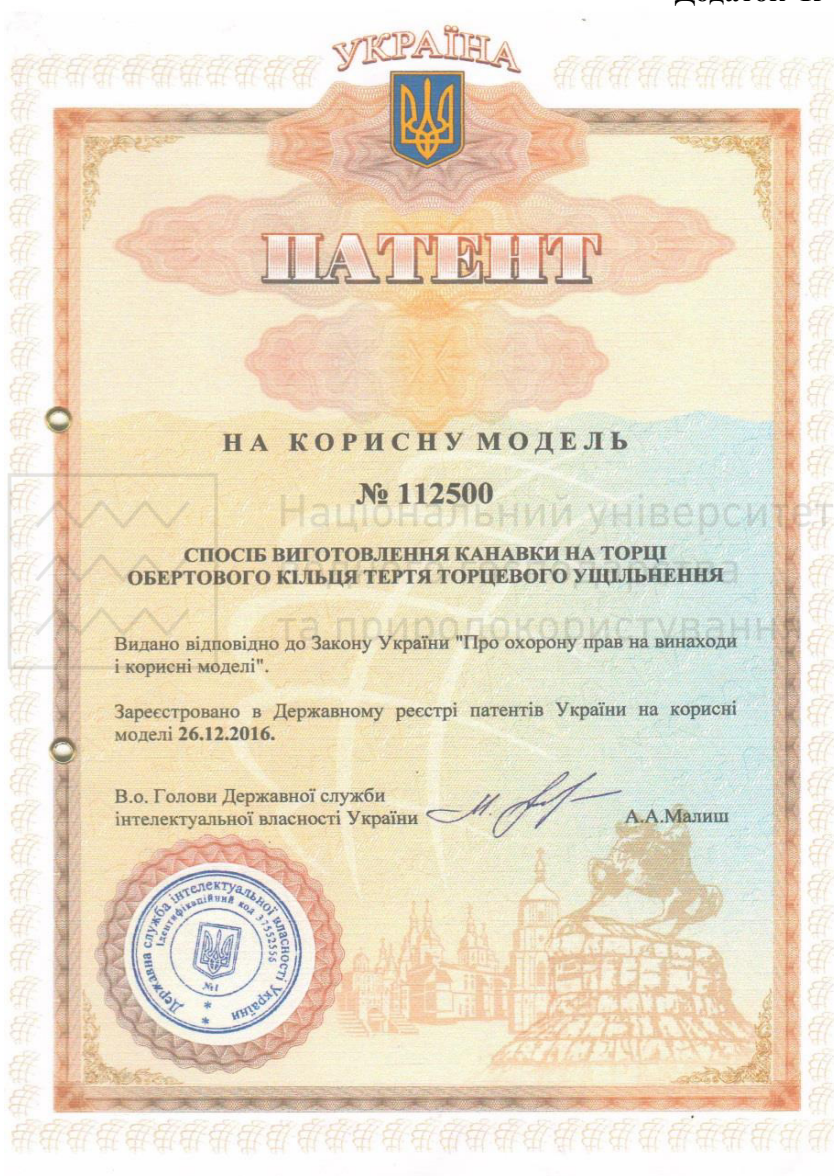 Додаток
УКРАЇНА
ПАТЕНТ
НА КОРИСНУ МОДЕЛЬ
№ 112500
Національний університет
СПОСІБ ВИГОТОВЛЕННЯ КАНАВКИ НА ТОРЦІ
ОБЕРТОВОГО КІЛЬЦЯ ТЕРТЯ ТОРЦЕВОГО УЩІЛЬНЕННЯ
та природокористування
Видано відповідно до Закону України "Про охорону прав на винаходи
і корисні моделі".
Зареєстровано в Державному реєстрі патентів України на корисні
моделі 26.12.2016.
В.о. Голови Державної служби
інтелектуальної власності України
А.А.Малиш
Державна служба інтелектуальної власності України
Ідентифікаційний код 37552556
№1